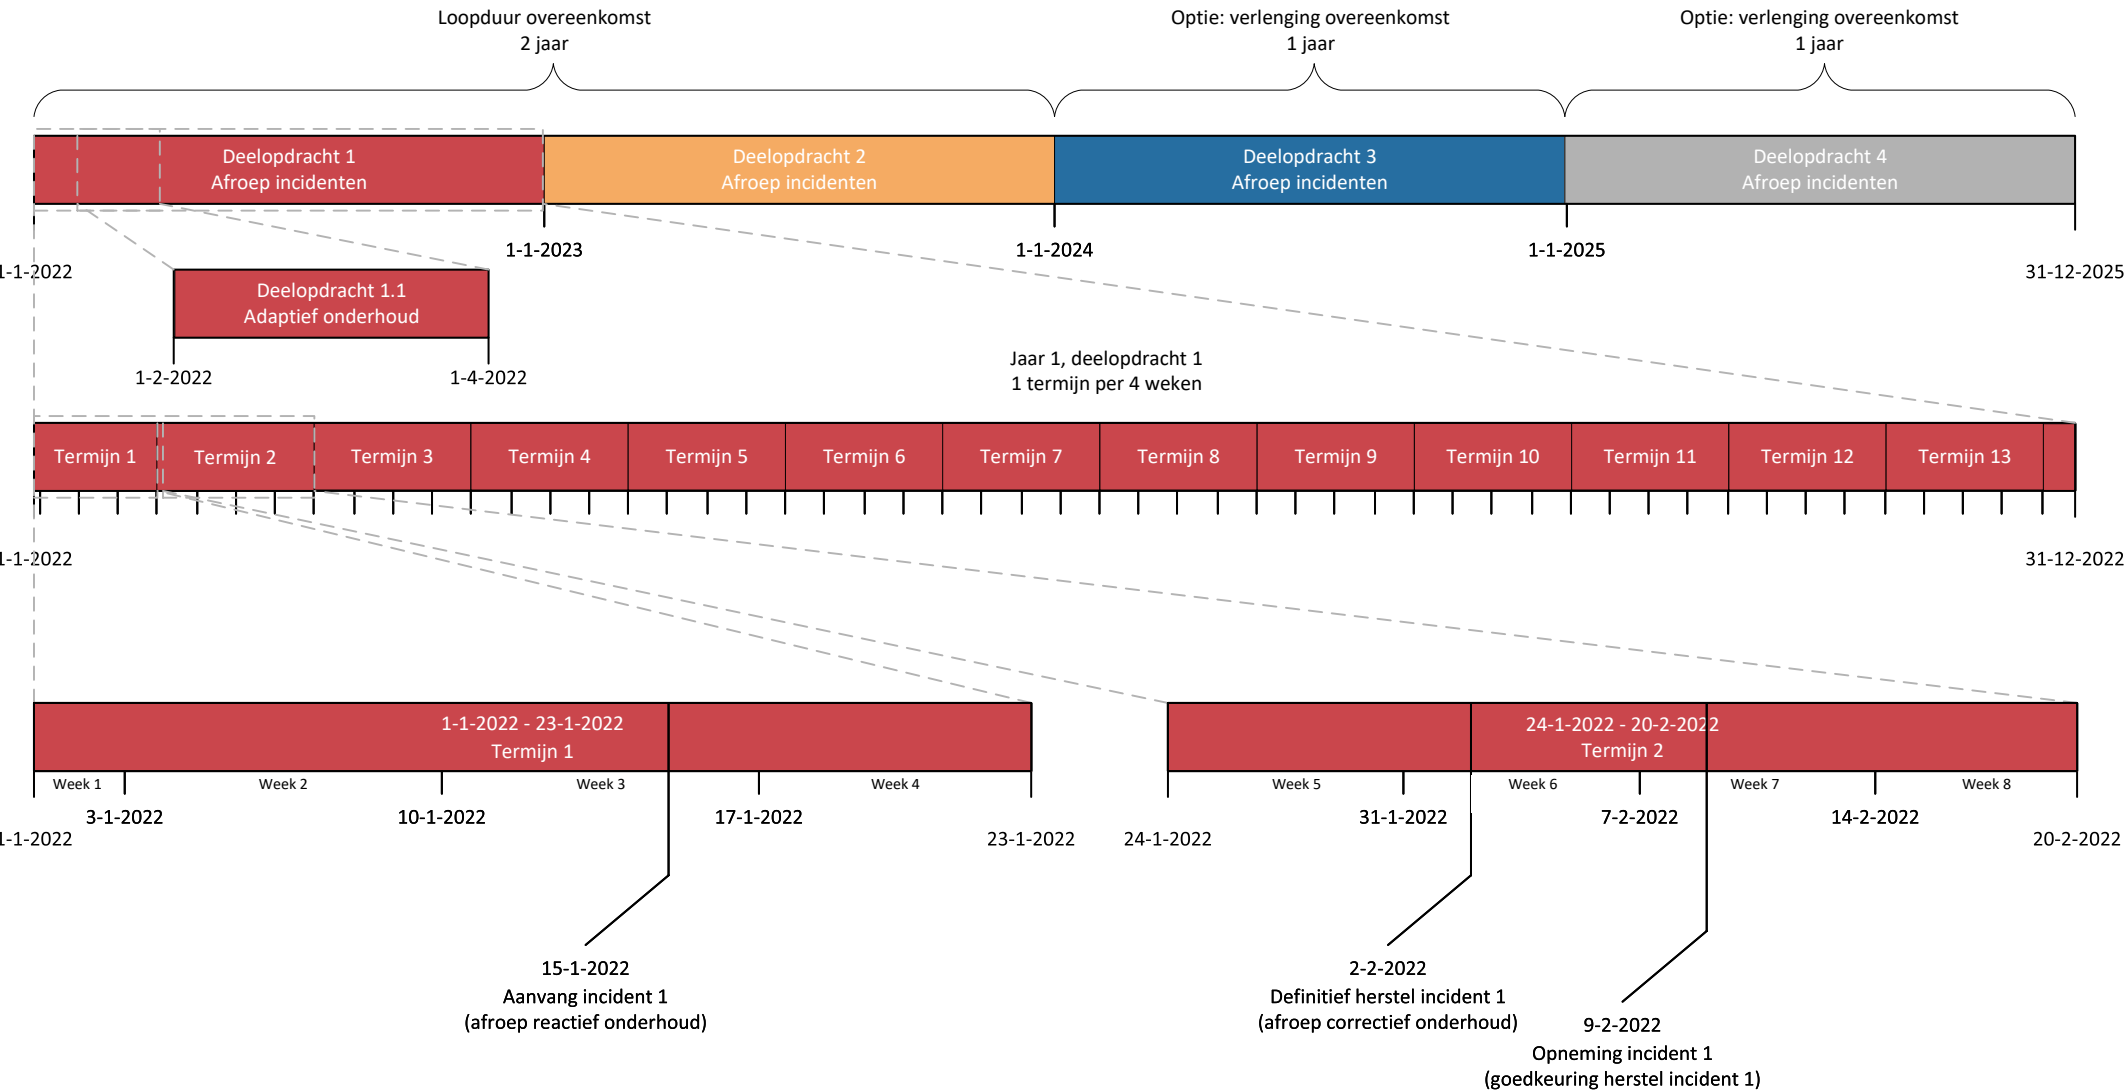 Loopduur overeenkomst
2 jaar
Optie: verlenging overeenkomst
1 jaar
Optie: verlenging overeenkomst
1 jaar
Deelopdracht 1
Afroep incidenten
Deelopdracht 2
Afroep incidenten
Deelopdracht 3
Afroep incidenten
Deelopdracht 4
Afroep incidenten
1-1-2022
1-1-2023
1-1-2024
1-1-2025
31-12-2025
Deelopdracht 1.1
Adaptief onderhoud
1-2-2022
1-4-2022
Jaar 1, deelopdracht 1
1 termijn per 4 weken
Termijn 1
Termijn 2
Termijn 3
Termijn 4
Termijn 5
Termijn 6
Termijn 7
Termijn 8
Termijn 9
Termijn 10
Termijn 11
Termijn 12
Termijn 13
1-1-2022
31-12-2022
1-1-2022 - 23-1-2022
Termijn 1
Week 1
Week 2
Week 3
Week 4
1-1-2022
3-1-2022
10-1-2022
17-1-2022
23-1-2022
24-1-2022 - 20-2-2022
Termijn 2
Week 5
Week 6
Week 7
Week 8
24-1-2022
31-1-2022
7-2-2022
14-2-2022
20-2-2022
15-1-2022
Aanvang incident 1
(afroep reactief onderhoud)
2-2-2022
Definitief herstel incident 1
(afroep correctief onderhoud)
9-2-2022
Opneming incident 1
(goedkeuring herstel incident 1)